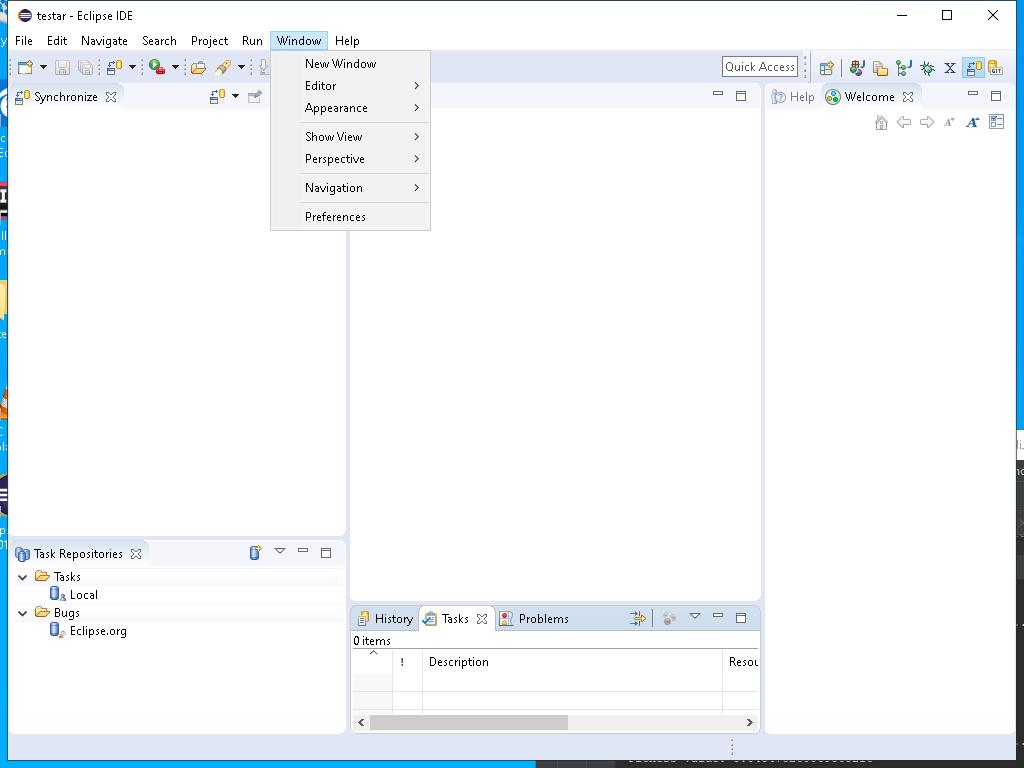 testar - Eclipse IDE
File Edit Navigate Search Project Run Window Help
New Window
Editor
Appearance
Show View
Perspective
Navigation
Preferences
Quick Access
Synchronize
Help Welcome
Task Repositories
Tasks
Local
Bugs
Eclipse.org
History Tasks Problems
0 items
! Description Resou